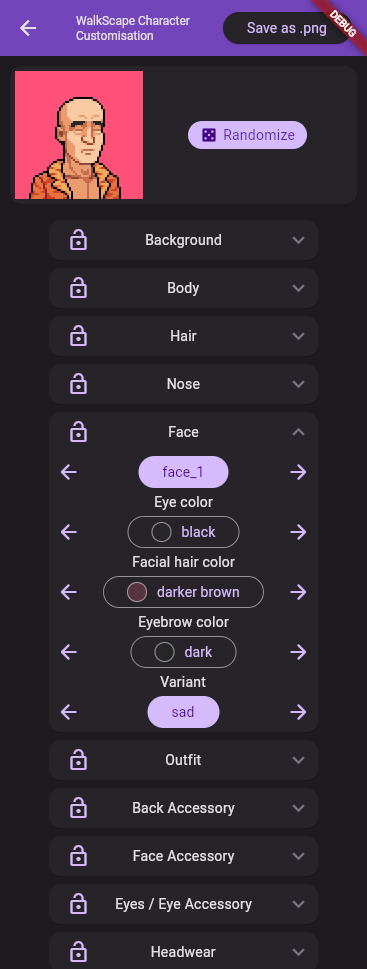 WalkScape Character
Customisation
Save as .png
DEBUG
Randomize
Background
Body
Hair
Nose
Face
face_1
Eye color
black
Facial hair color
darker brown
Eyebrow color
dark
Variant
sad
Outfit
Back Accessory
Face Accessory
Eyes / Eye Accessory
Headwear